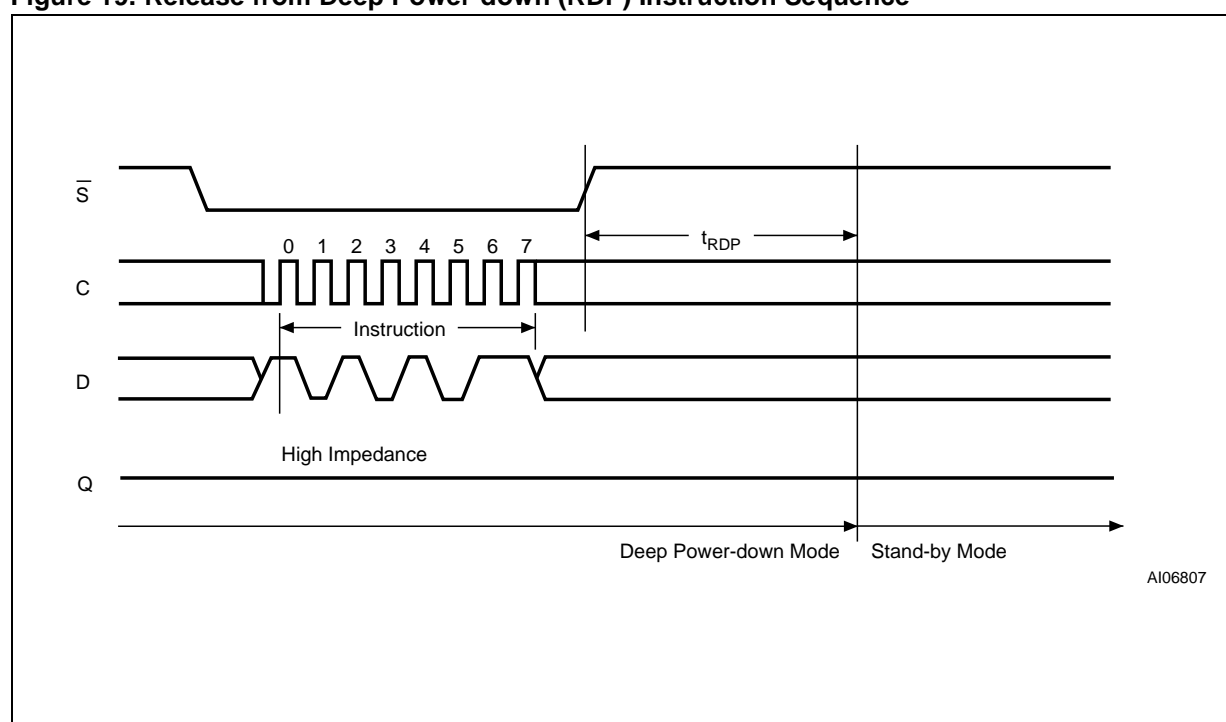 Figure 19. Release from Deep Power-down (RDP) Instruction Sequence
S
tRDP
0 1 2 3 4 5 6 7
C
Instruction
D
High Impedance
Q
Deep Power-down Mode Stand-by Mode
AI06807